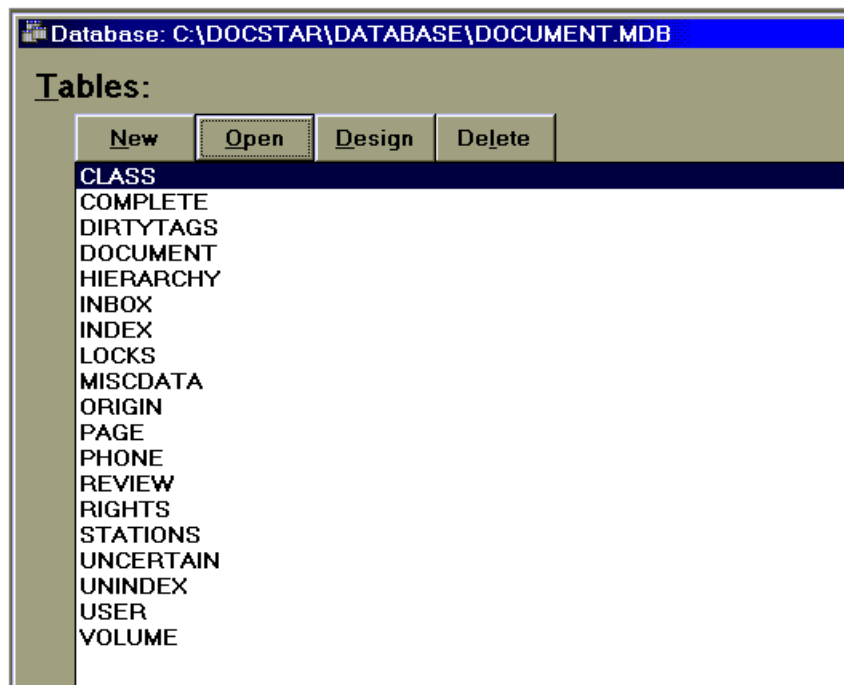 Database: C:\DOCSTAR\DATABASE\DOCUMENT.MDB
Tables:
New Open Design Delete
CLASS
COMPLETE
DIRTYTAGS
DOCUMENT
HIERARCHY
INBOX
INDEX
LOCKS
MISCDATA
ORIGIN
PAGE
PHONE
REVIEW
RIGHTS
STATIONS
UNCERTAIN
UNINDEX
USER
VOLUME